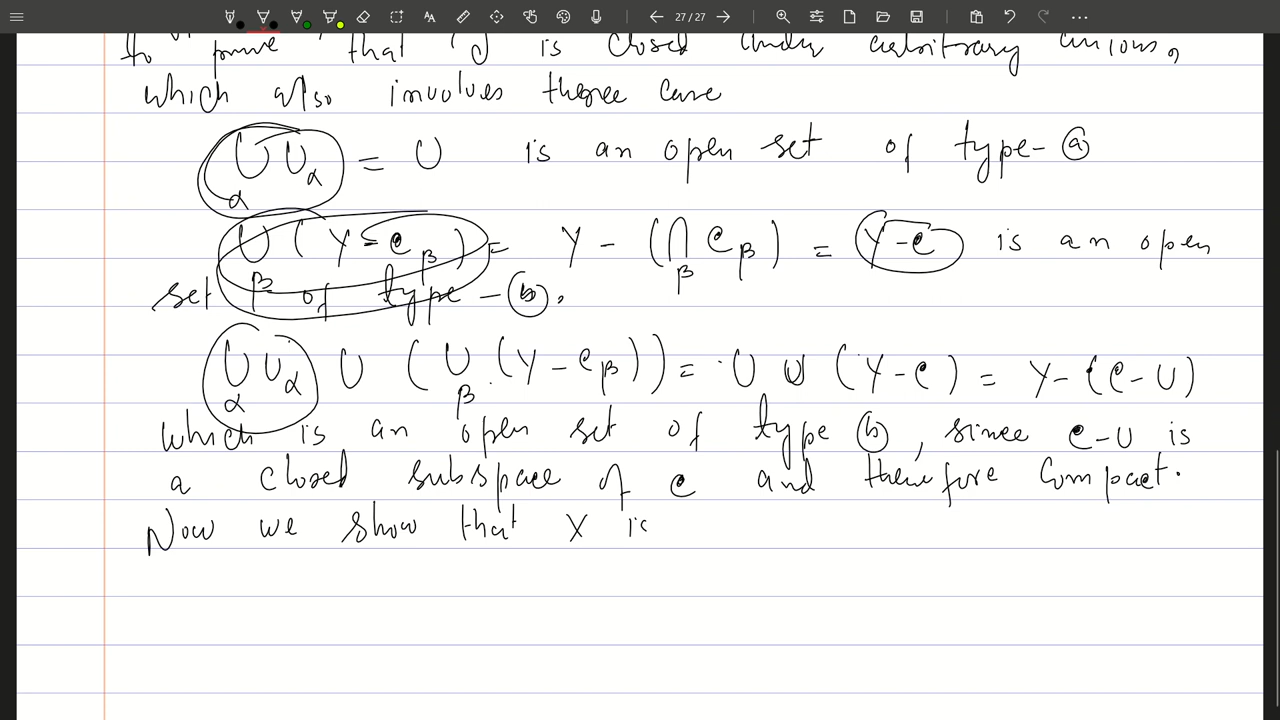 27 / 27
to prove that J is closed under arbitrary unions,
which also involves theree case
⋃_α U_α = U is an open set of type-ⓐ
⋃_β (Y-C_β) = Y - (⋂_β C_β) = Y-C is an open
set of type-ⓑ.
⋃_α U_α ∪ (⋃_β (Y-C_β)) = U ∪ (Y-C) = Y-(C-U)
which is an open set of type ⓑ, since C-U is
a closed subspace of C and therefore compact.
Now we show that X is